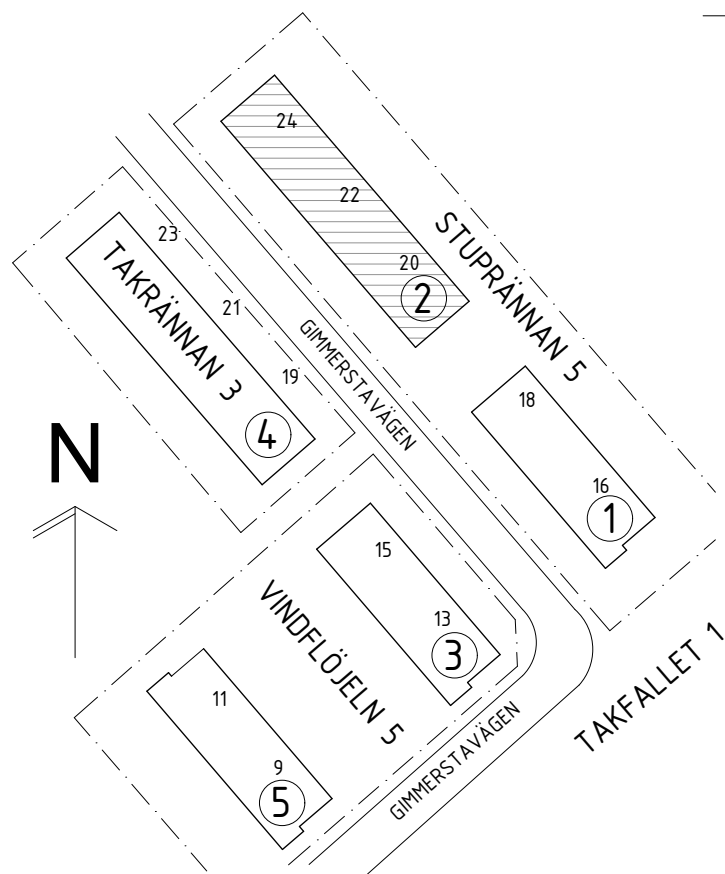 24
22
20
2
STUPRÄNNAN 5
23
21
19
TAKRÄNNAN 3
4
GIMMERSTAVÄGEN
18
16
1
N
15
13
3
VINDFLÖJELN 5
11
9
5
GIMMERSTAVÄGEN
TAKFALLET 1